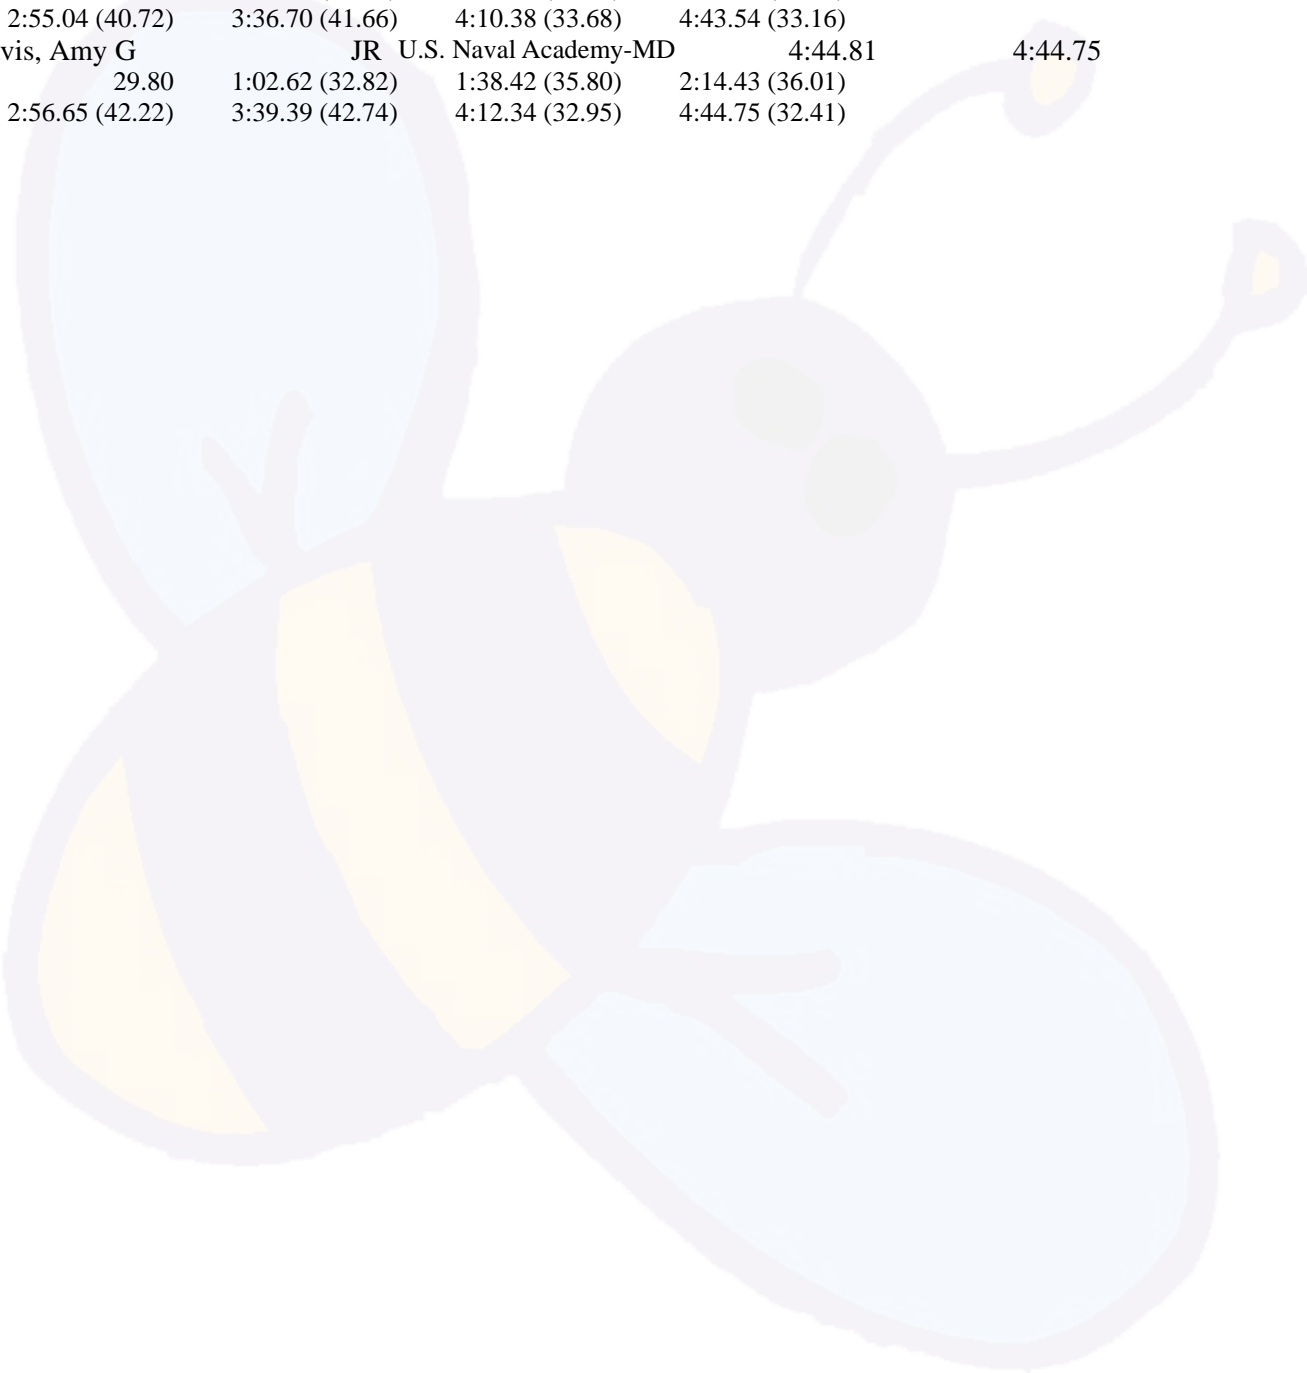 2:55.04 (40.72) 3:36.70 (41.66) 4:10.38 (33.68) 4:43.54 (33.16)
vis, Amy G JR U.S. Naval Academy-MD 4:44.81 4:44.75
29.80 1:02.62 (32.82) 1:38.42 (35.80) 2:14.43 (36.01)
2:56.65 (42.22) 3:39.39 (42.74) 4:12.34 (32.95) 4:44.75 (32.41)